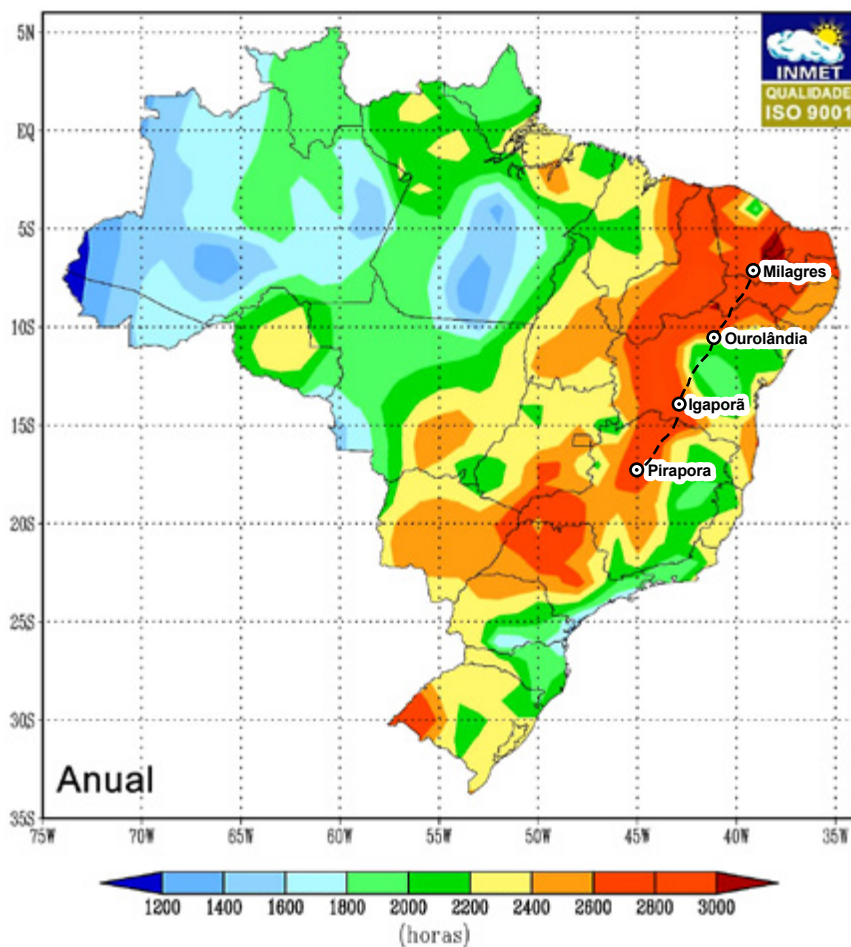 5N
EQ
5S
10S
15S
20S
25S
30S
35S
INMET
QUALIDADE
ISO 9001
Milagres
Ourolândia
Igaporã
Pirapora
Anual
75W 70W 65W 60W 55W 50W 45W 40W 35W
1200 1400 1600 1800 2000 2200 2400 2600 2800 3000
(horas)